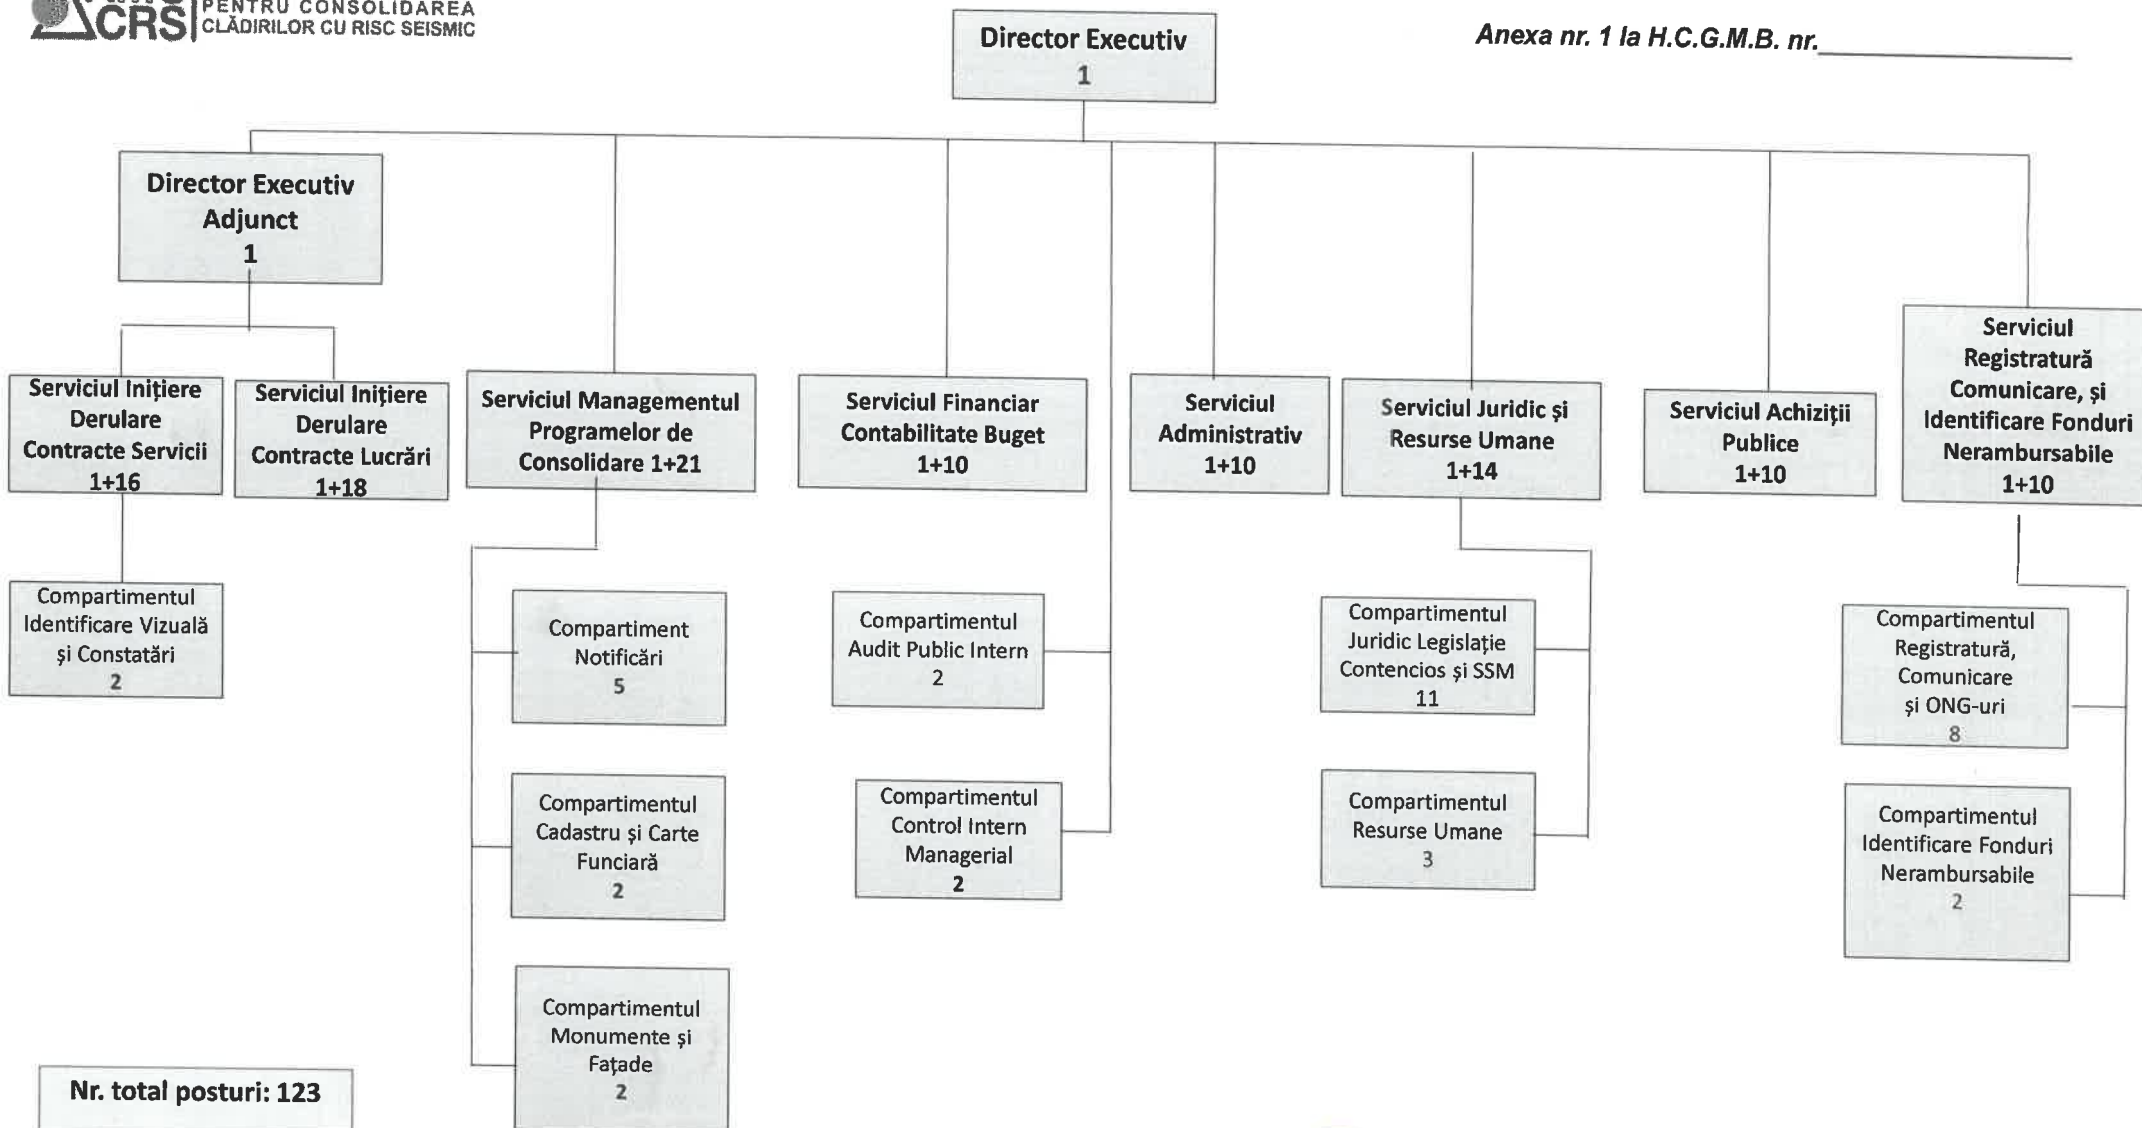 CRS
PENTRU CONSOLIDAREA
CLĂDIRILOR CU RISC SEISMIC
Anexa nr. 1 la H.C.G.M.B. nr.
Director Executiv
1
Director Executiv
Adjunct
1
Serviciul Inițiere
Derulare
Contracte Servicii
1+16
Serviciul Inițiere
Derulare
Contracte Lucrări
1+18
Serviciul Managementul
Programelor de
Consolidare 1+21
Serviciul Financiar
Contabilitate Buget
1+10
Serviciul
Administrativ
1+10
Serviciul Juridic și
Resurse Umane
1+14
Serviciul Achiziții
Publice
1+10
Serviciul
Registratură
Comunicare, și
Identificare Fonduri
Nerambursabile
1+10
Compartimentul
Identificare Vizuală
și Constatări
2
Compartiment
Notificări
5
Compartimentul
Audit Public Intern
2
Compartimentul
Juridic Legislație
Contencios și SSM
11
Compartimentul
Registratură,
Comunicare
și ONG-uri
8
Compartimentul
Cadastru și Carte
Funciară
2
Compartimentul
Control Intern
Managerial
2
Compartimentul
Resurse Umane
3
Compartimentul
Identificare Fonduri
Nerambursabile
2
Compartimentul
Monumente și
Fațade
2
Nr. total posturi: 123